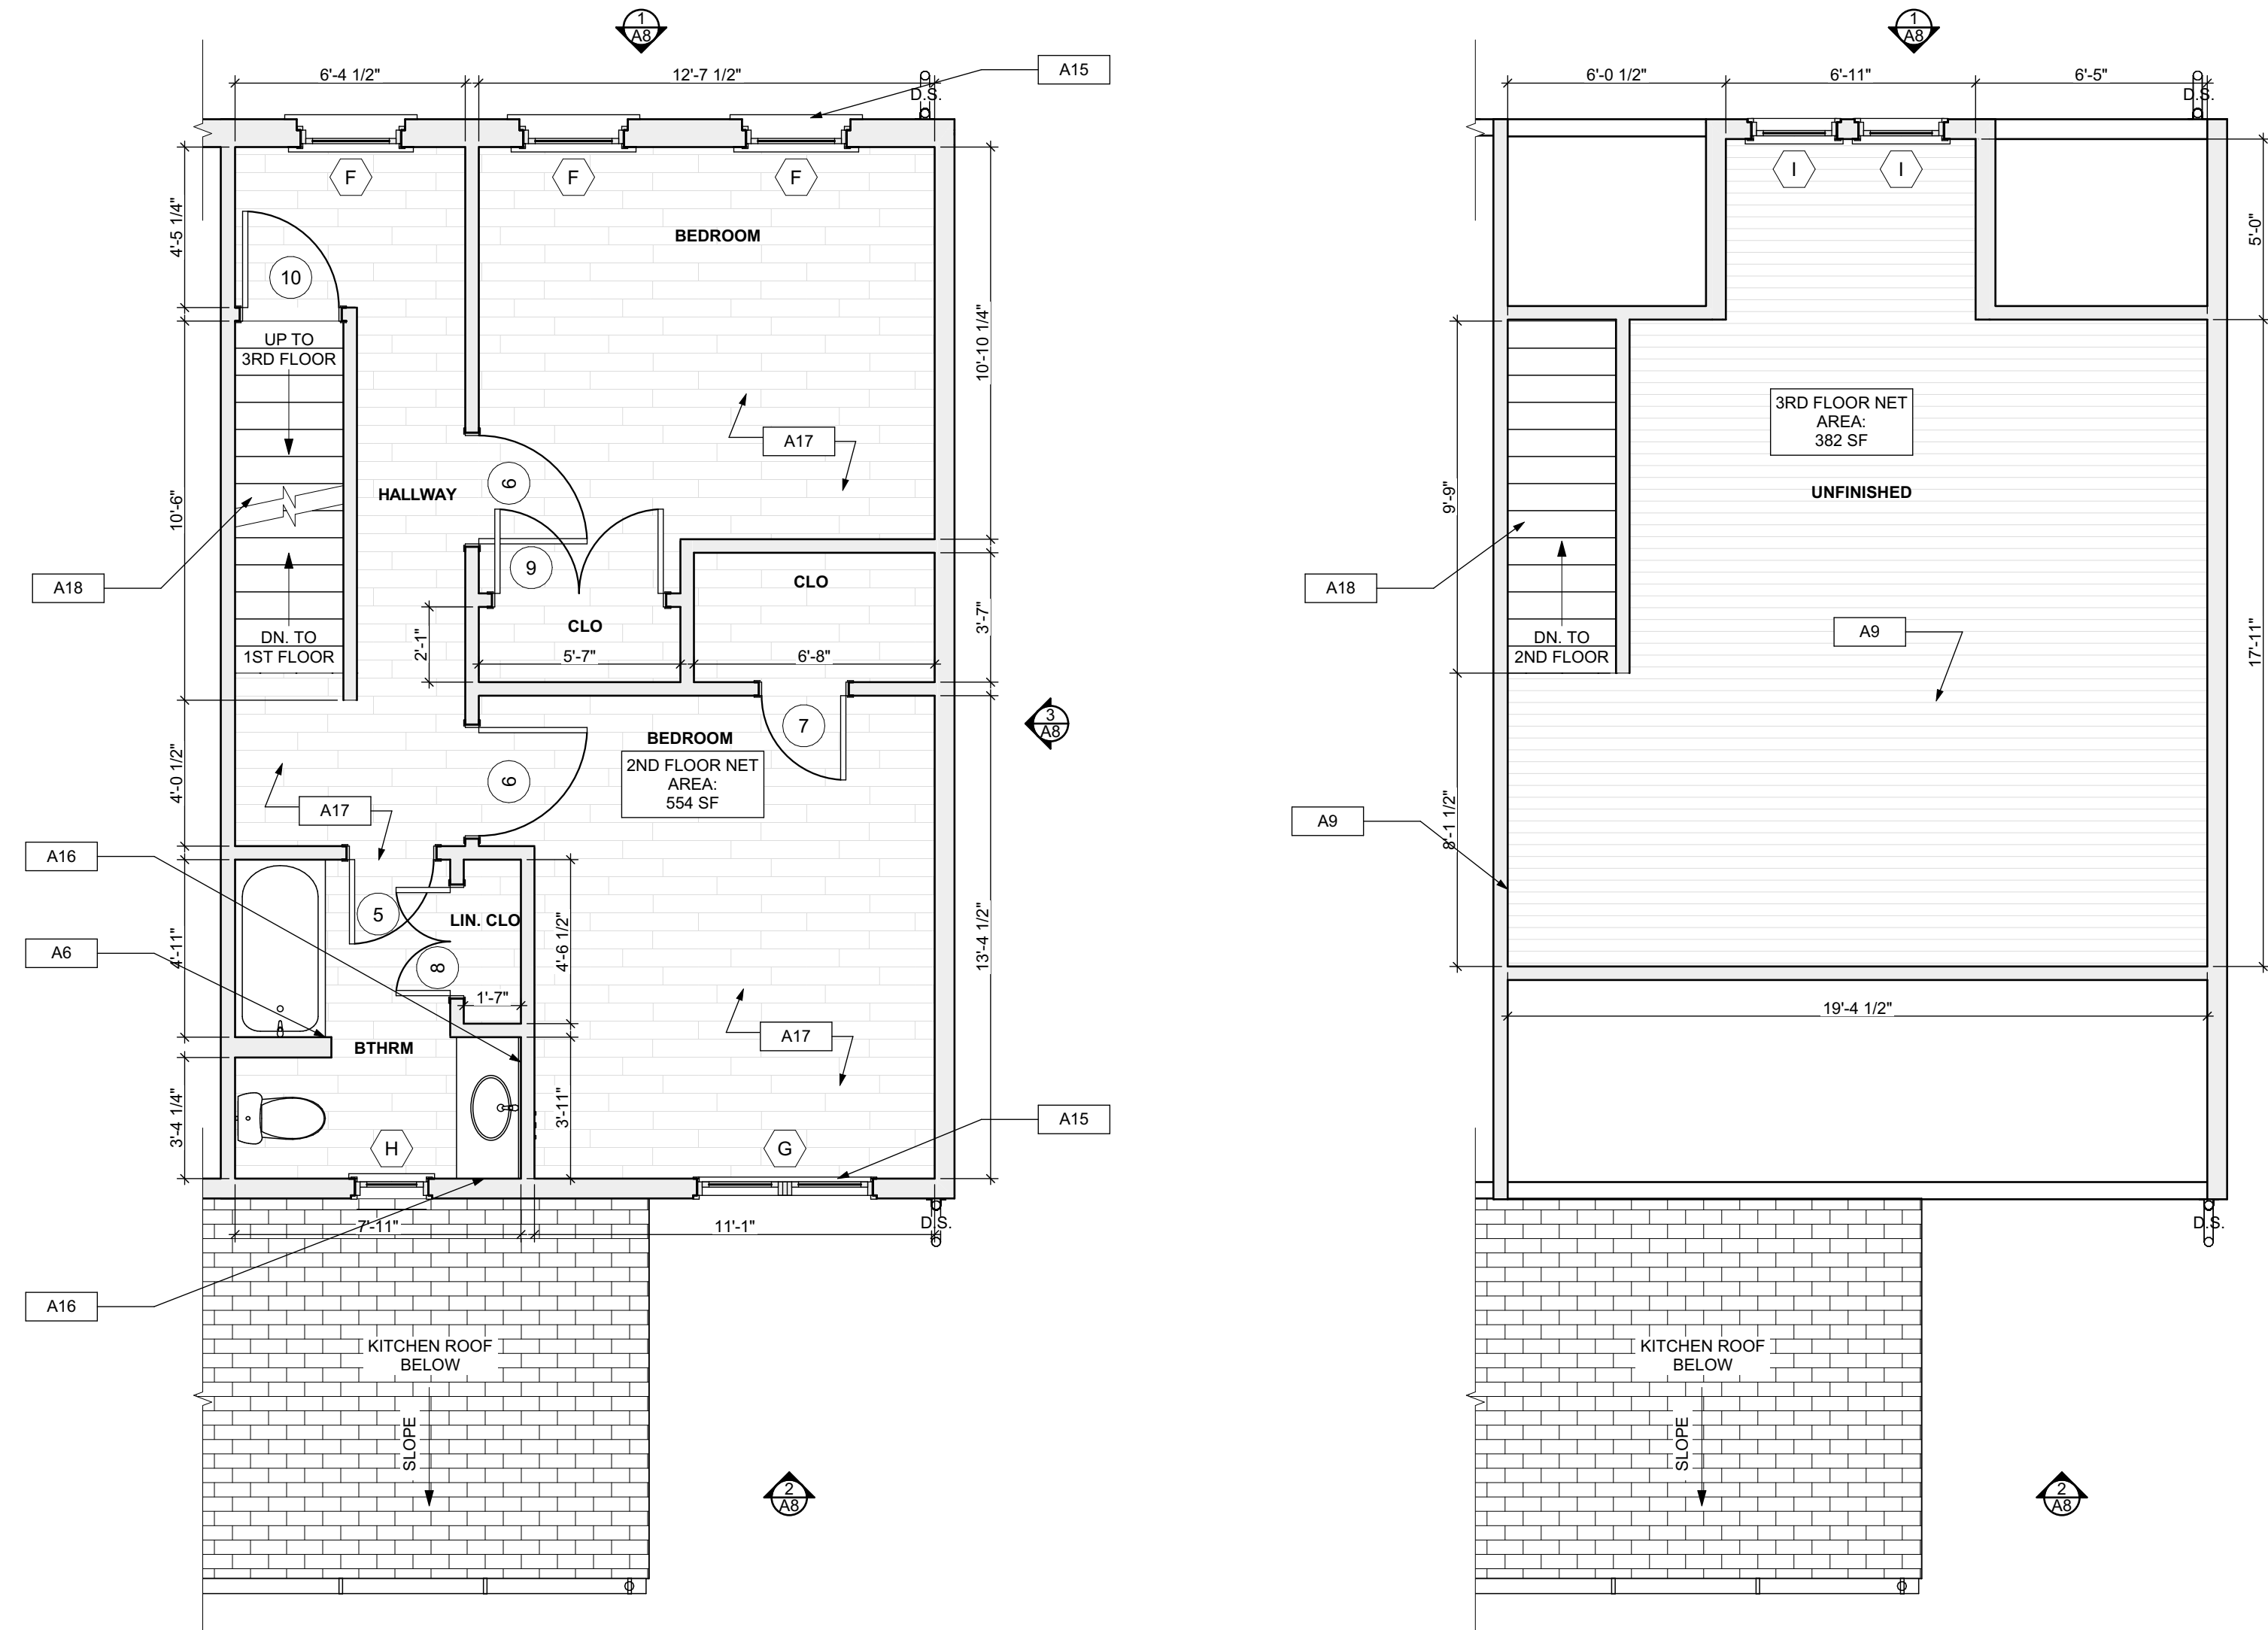 1
A8
6'-4 1/2"
12'-7 1/2"
A15
D.S.
F
F
F
4'-5 1/4"
BEDROOM
10
UP TO
3RD FLOOR
10'-10 1/4"
A17
6
HALLWAY
10'-6"
9
A18
CLO
CLO
3'-7"
2'-1"
DN. TO
1ST FLOOR
5'-7"
6'-8"
7
3
A8
BEDROOM
2ND FLOOR NET
AREA:
554 SF
6
4'-0 1/2"
A17
A16
5
LIN. CLO
4'-11"
4'-6 1/2"
13'-4 1/2"
A6
8
1'-7"
A17
BTHRM
3'-4 1/4"
3'-11"
A15
H
G
7'-11"
11'-1"
D.S.
A16
KITCHEN ROOF
BELOW
SLOPE
2
A8
1
A8
6'-0 1/2"
6'-11"
6'-5"
D.S.
I
I
5'-0"
3RD FLOOR NET
AREA:
382 SF
9'-9"
UNFINISHED
A18
A9
DN. TO
2ND FLOOR
17'-11"
A9
8'-1 1/2"
19'-4 1/2"
D.S.
KITCHEN ROOF
BELOW
SLOPE
2
A8